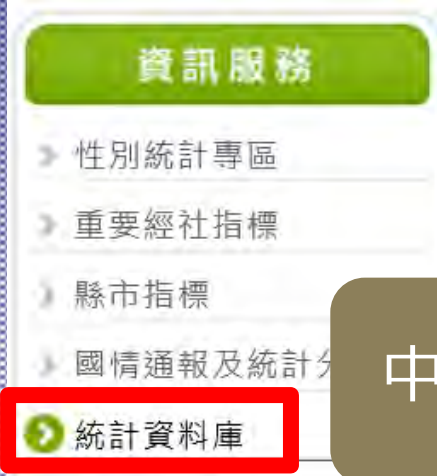 資訊服務
性別統計專區
重要經社指標
縣市指標
國情通報及統計
中
統計資料庫